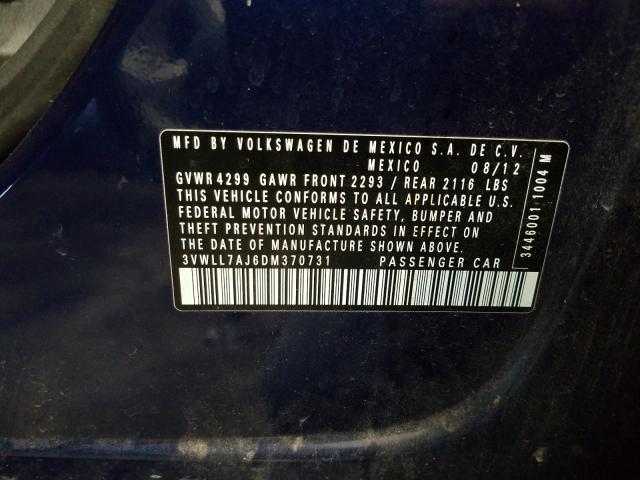 MFD BY VOLKSWAGEN DE MEXICO S.A. DE C.V.
MEXICO 08/12
GVWR 4299 GAWR FRONT 2293 / REAR 2116 LBS
THIS VEHICLE CONFORMS TO ALL APPLICABLE U.S.
FEDERAL MOTOR VEHICLE SAFETY, BUMPER AND
THEFT PREVENTION STANDARDS IN EFFECT ON
THE DATE OF MANUFACTURE SHOWN ABOVE.
3VWLL7AJ6DM370731 PASSENGER CAR
3446001 1004 M